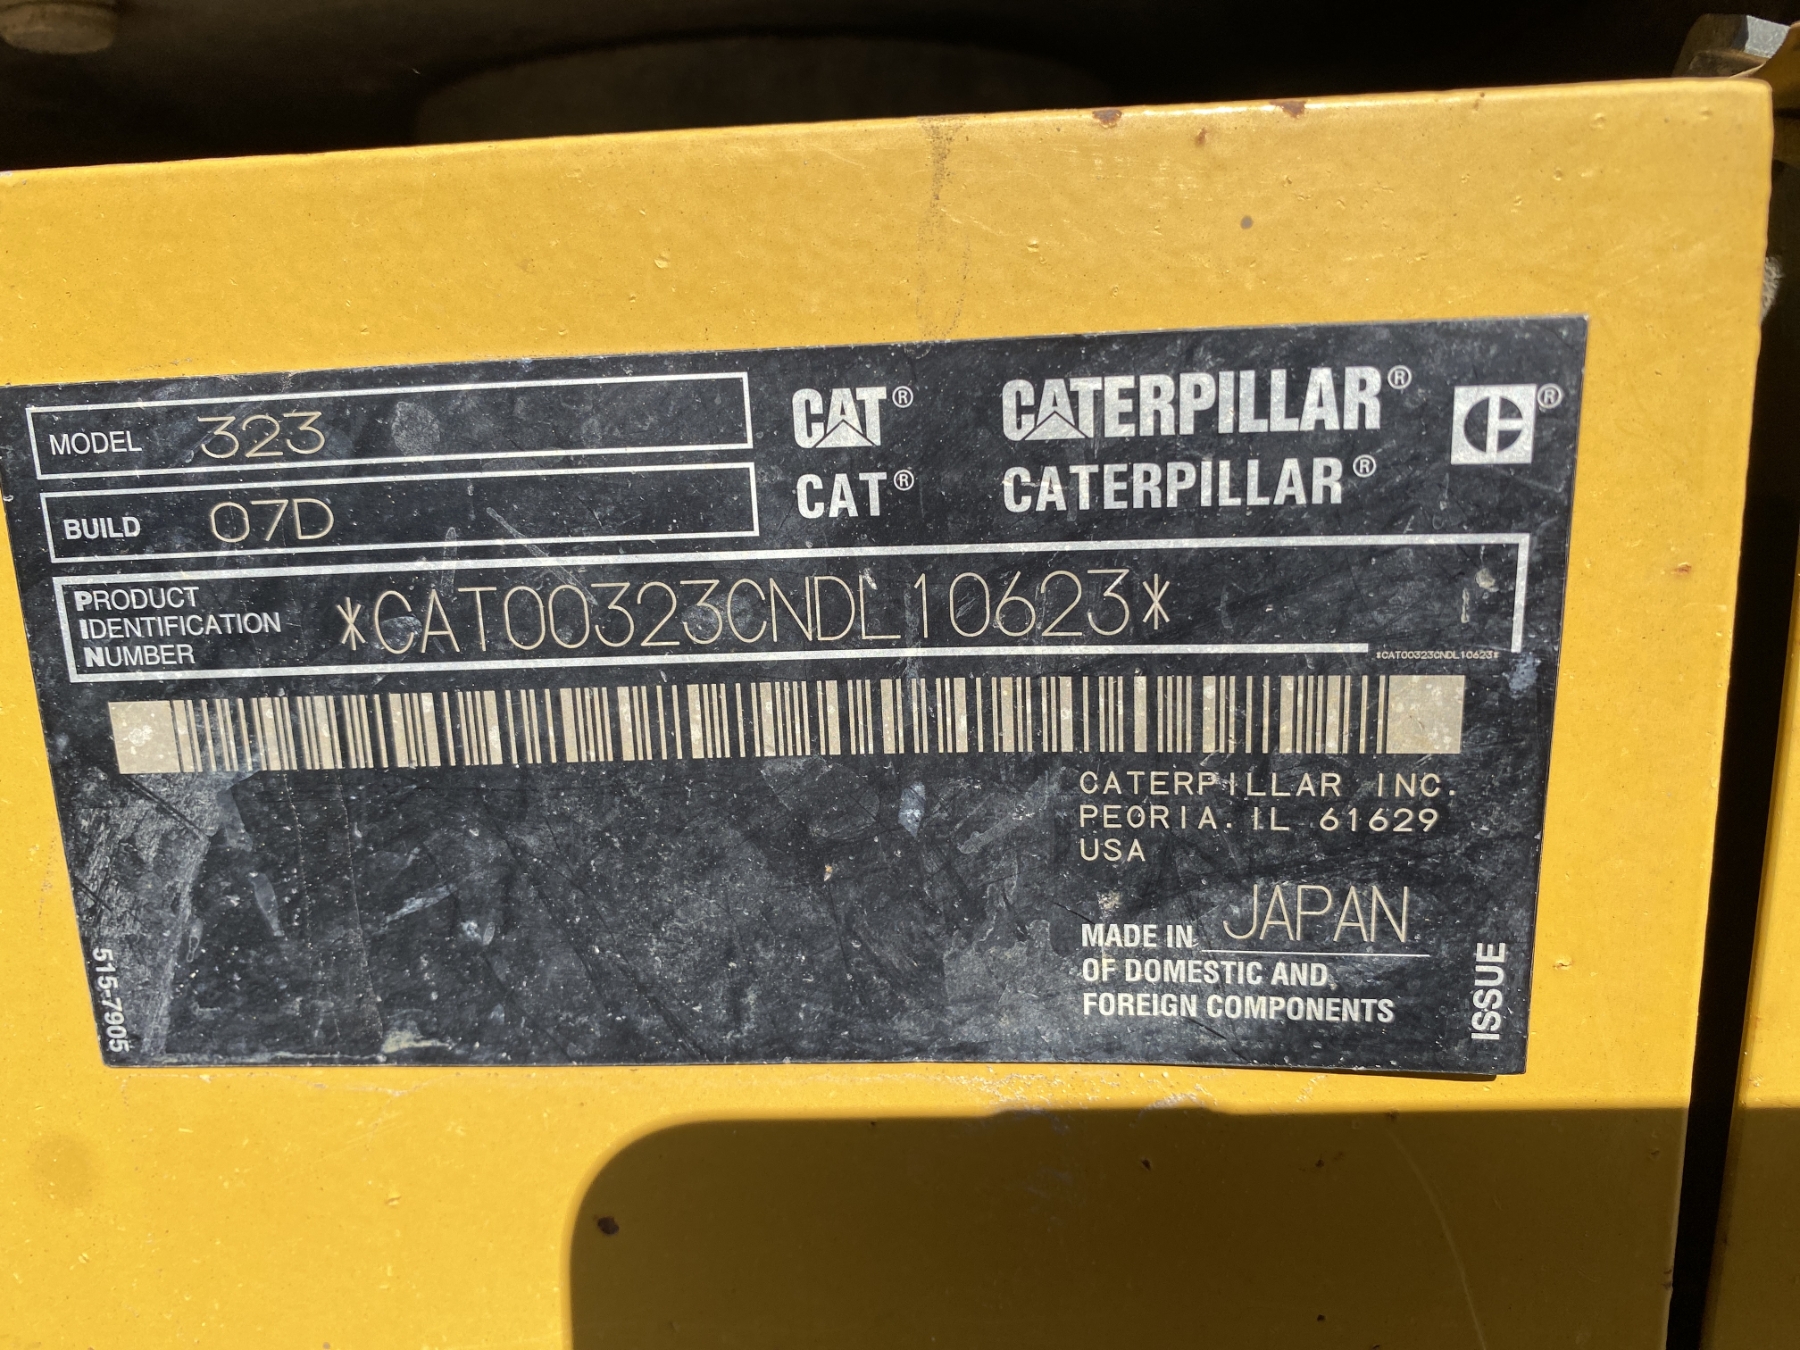 MODEL 323
BUILD 07D
CAT® CATERPILLAR®
CAT® CATERPILLAR®
PRODUCT
IDENTIFICATION
NUMBER
*CAT00323CNDL10623*
*CAT00323CNDL10623*
CATERPILLAR INC.
PEORIA. IL 61629
USA
MADE IN JAPAN
OF DOMESTIC AND
FOREIGN COMPONENTS
515-7905
ISSUE